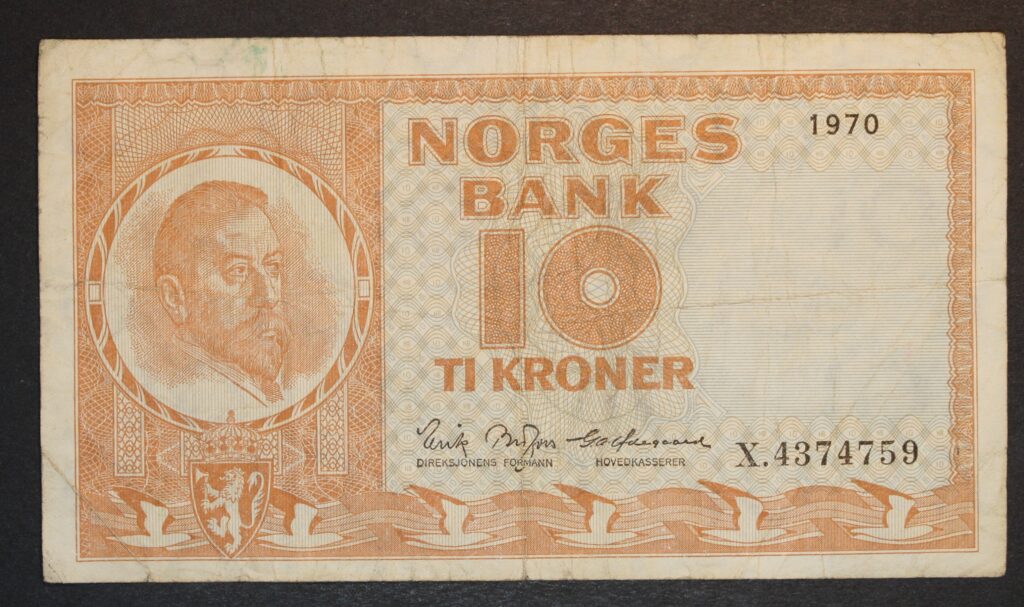 NORGES
BANK
1970
10
TI KRONER
DIREKSJONENS FORMANN
HOVEDKASSERER
X.4374759